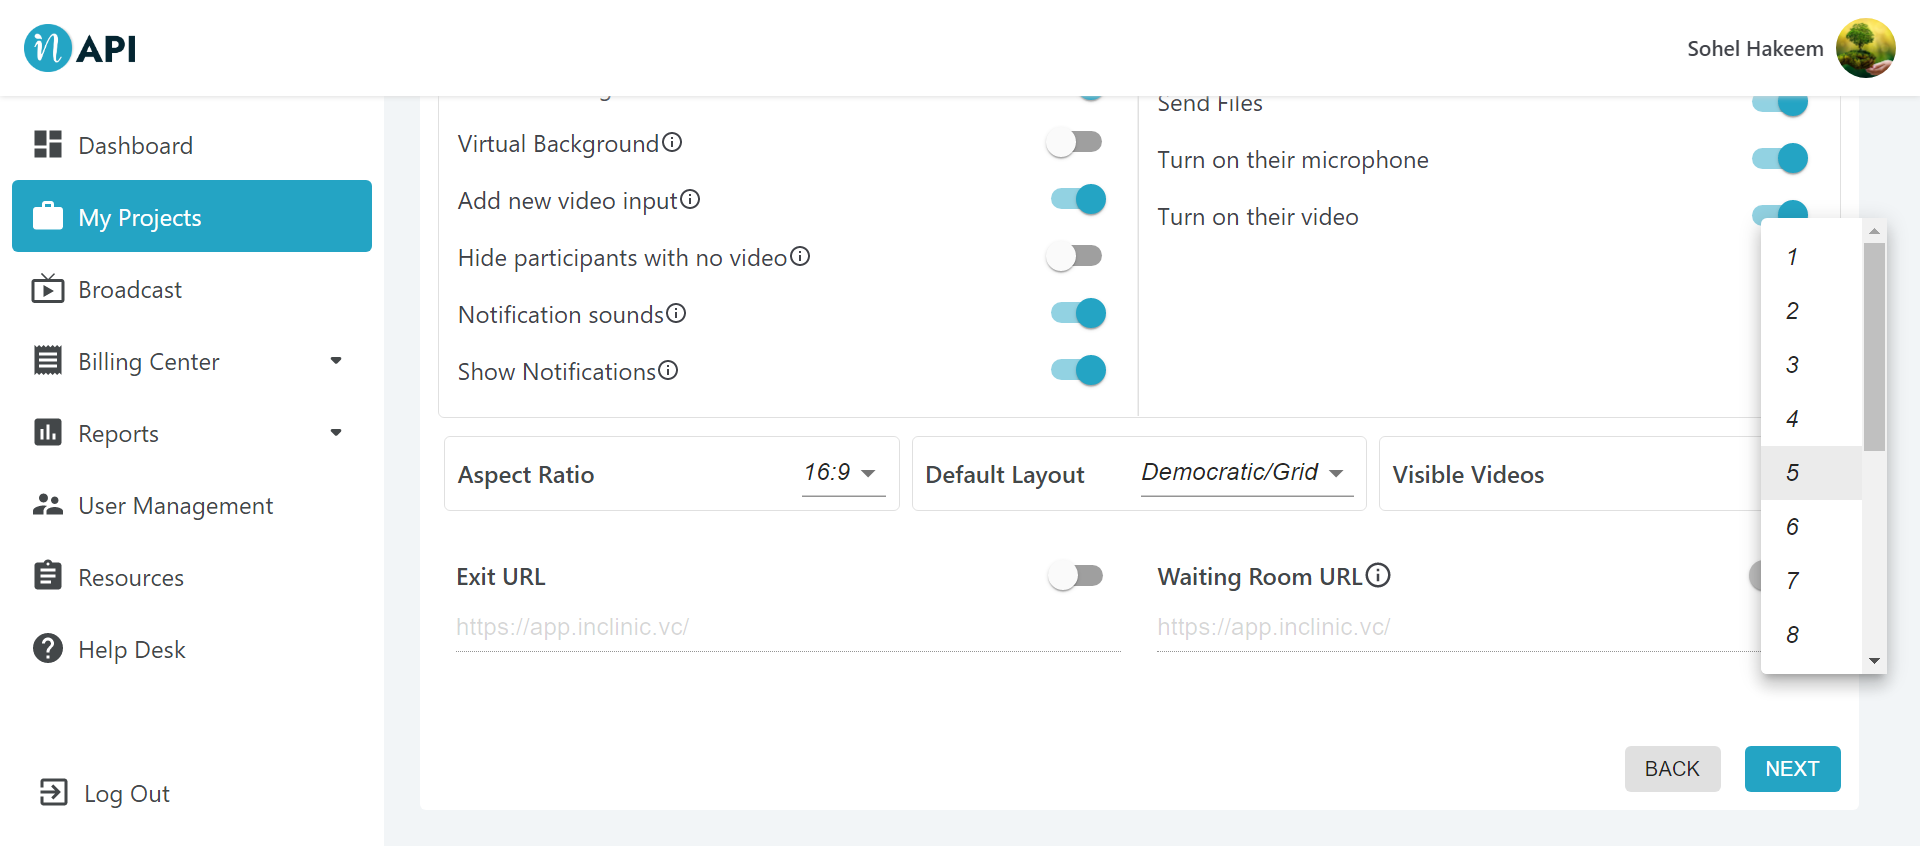 in API
Sohel Hakeem
Dashboard
My Projects
Broadcast
Billing Center
Reports
User Management
Resources
Help Desk
Log Out
Virtual Background
Add new video input
Hide participants with no video
Notification sounds
Show Notifications
Send Files
Turn on their microphone
Turn on their video
Aspect Ratio 16:9
Default Layout Democratic/Grid
Visible Videos
1
2
3
4
5
6
7
8
Exit URL
https://app.inclinic.vc/
Waiting Room URL
https://app.inclinic.vc/
BACK NEXT